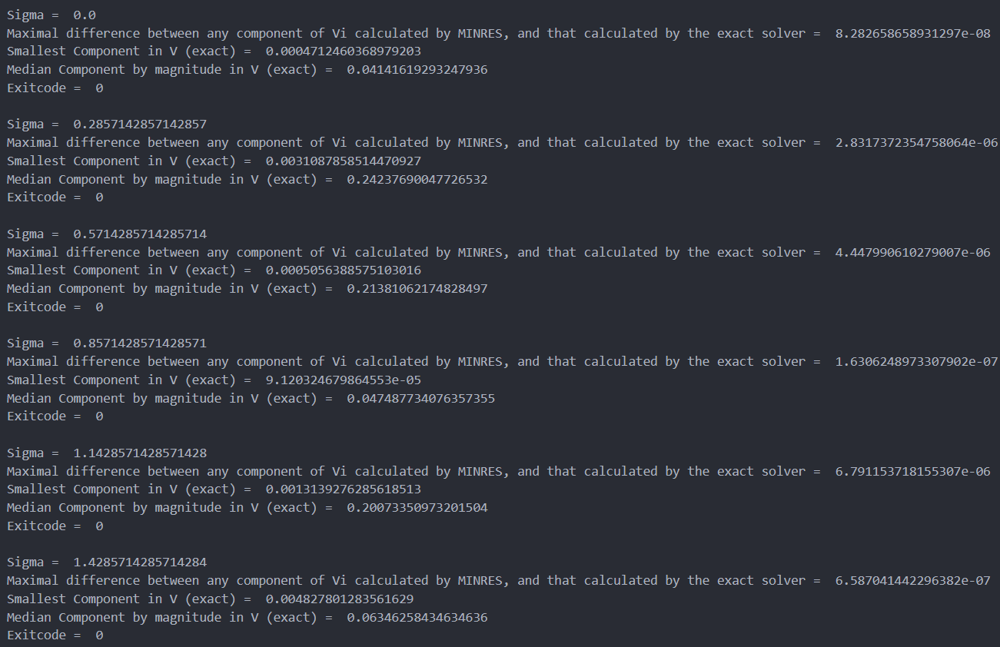 Sigma =  0.0
Maximal difference between any component of Vi calculated by MINRES, and that calculated by the exact solver =  8.282658658931297e-08
Smallest Component in V (exact) =  0.0004712460368979203
Median Component by magnitude in V (exact) =  0.04141619293247936
Exitcode =  0
Sigma =  0.2857142857142857
Maximal difference between any component of Vi calculated by MINRES, and that calculated by the exact solver =  2.8317372354758064e-06
Smallest Component in V (exact) =  0.0031087858514470927
Median Component by magnitude in V (exact) =  0.24237690047726532
Exitcode =  0
Sigma =  0.5714285714285714
Maximal difference between any component of Vi calculated by MINRES, and that calculated by the exact solver =  4.447990610279007e-06
Smallest Component in V (exact) =  0.0005056388575103016
Median Component by magnitude in V (exact) =  0.21381062174828497
Exitcode =  0
Sigma =  0.8571428571428571
Maximal difference between any component of Vi calculated by MINRES, and that calculated by the exact solver =  1.6306248973307902e-07
Smallest Component in V (exact) =  9.120324679864553e-05
Median Component by magnitude in V (exact) =  0.047487734076357355
Exitcode =  0
Sigma =  1.1428571428571428
Maximal difference between any component of Vi calculated by MINRES, and that calculated by the exact solver =  6.791153718155307e-06
Smallest Component in V (exact) =  0.0013139276285618513
Median Component by magnitude in V (exact) =  0.20073350973201504
Exitcode =  0
Sigma =  1.4285714285714284
Maximal difference between any component of Vi calculated by MINRES, and that calculated by the exact solver =  6.587041442296382e-07
Smallest Component in V (exact) =  0.004827801283561629
Median Component by magnitude in V (exact) =  0.06346258434634636
Exitcode =  0